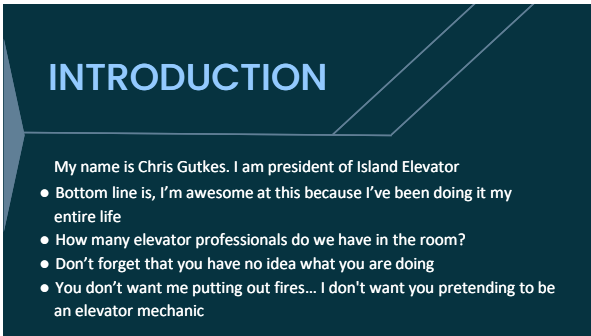 INTRODUCTION
My name is Chris Gutkes. I am president of Island Elevator
● Bottom line is, I’m awesome at this because I’ve been doing it my
entire life
● How many elevator professionals do we have in the room?
● Don’t forget that you have no idea what you are doing
● You don’t want me putting out fires… I don't want you pretending to be
an elevator mechanic